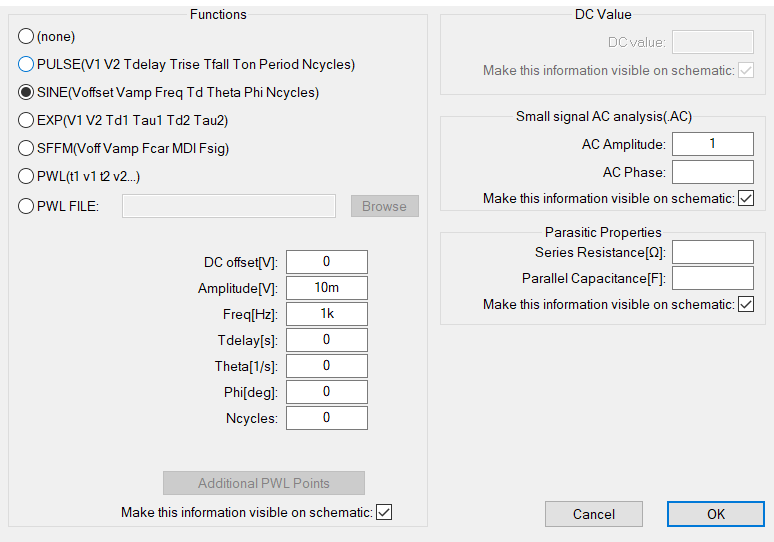 Functions
(none)
PULSE(V1 V2 Tdelay Trise Tfall Ton Period Ncycles)
SINE(Voffset Vamp Freq Td Theta Phi Ncycles)
EXP(V1 V2 Td1 Tau1 Td2 Tau2)
SFFM(Voff Vamp Fcar MDI Fsig)
PWL(t1 v1 t2 v2...)
PWL FILE: Browse
DC offset[V]: 0
Amplitude[V]: 10m
Freq[Hz]: 1k
Tdelay[s]: 0
Theta[1/s]: 0
Phi[deg]: 0
Ncycles: 0
Additional PWL Points
Make this information visible on schematic:
DC Value
DC value:
Make this information visible on schematic:
Small signal AC analysis(.AC)
AC Amplitude: 1
AC Phase:
Make this information visible on schematic:
Parasitic Properties
Series Resistance[Ω]:
Parallel Capacitance[F]:
Make this information visible on schematic:
Cancel OK